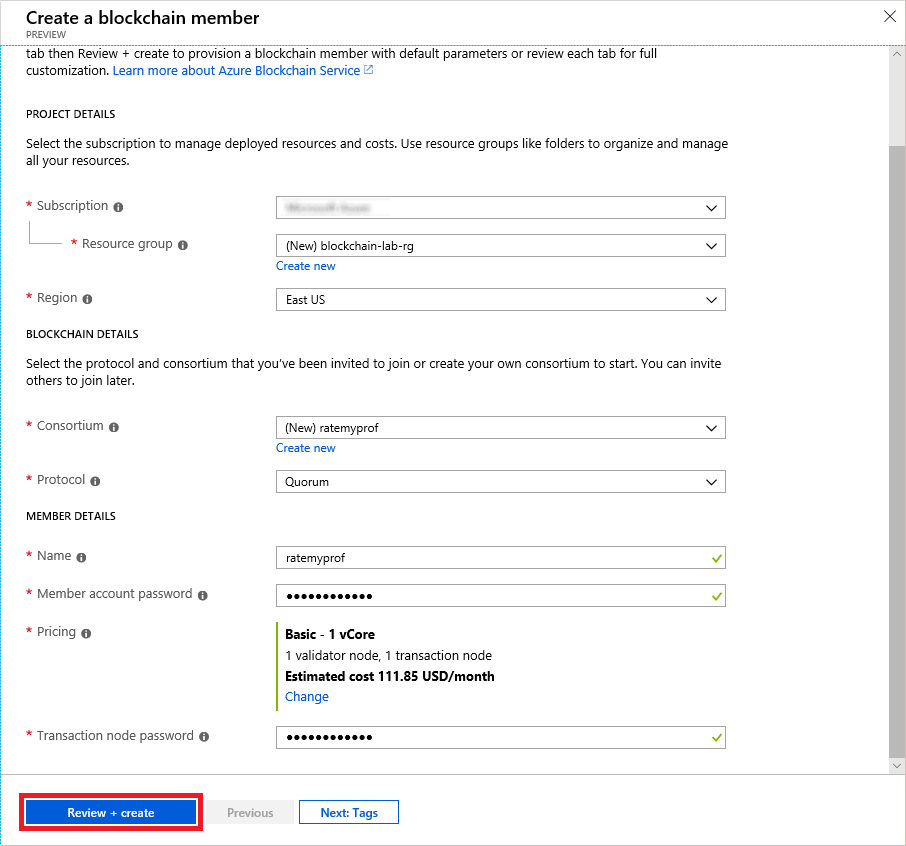 Create a blockchain member
PREVIEW
tab then Review + create to provision a blockchain member with default parameters or review each tab for full
customization. Learn more about Azure Blockchain Service
PROJECT DETAILS
Select the subscription to manage deployed resources and costs. Use resource groups like folders to organize and manage
all your resources.
* Subscription
* Resource group
(New) blockchain-lab-rg
Create new
* Region
East US
BLOCKCHAIN DETAILS
Select the protocol and consortium that you've been invited to join or create your own consortium to start. You can invite
others to join later.
* Consortium
(New) ratemyprof
Create new
* Protocol
Quorum
MEMBER DETAILS
* Name
ratemyprof
* Member account password
••••••••••••
* Pricing
Basic - 1 vCore
1 validator node, 1 transaction node
Estimated cost 111.85 USD/month
Change
* Transaction node password
••••••••••••
Review + create
Previous
Next: Tags